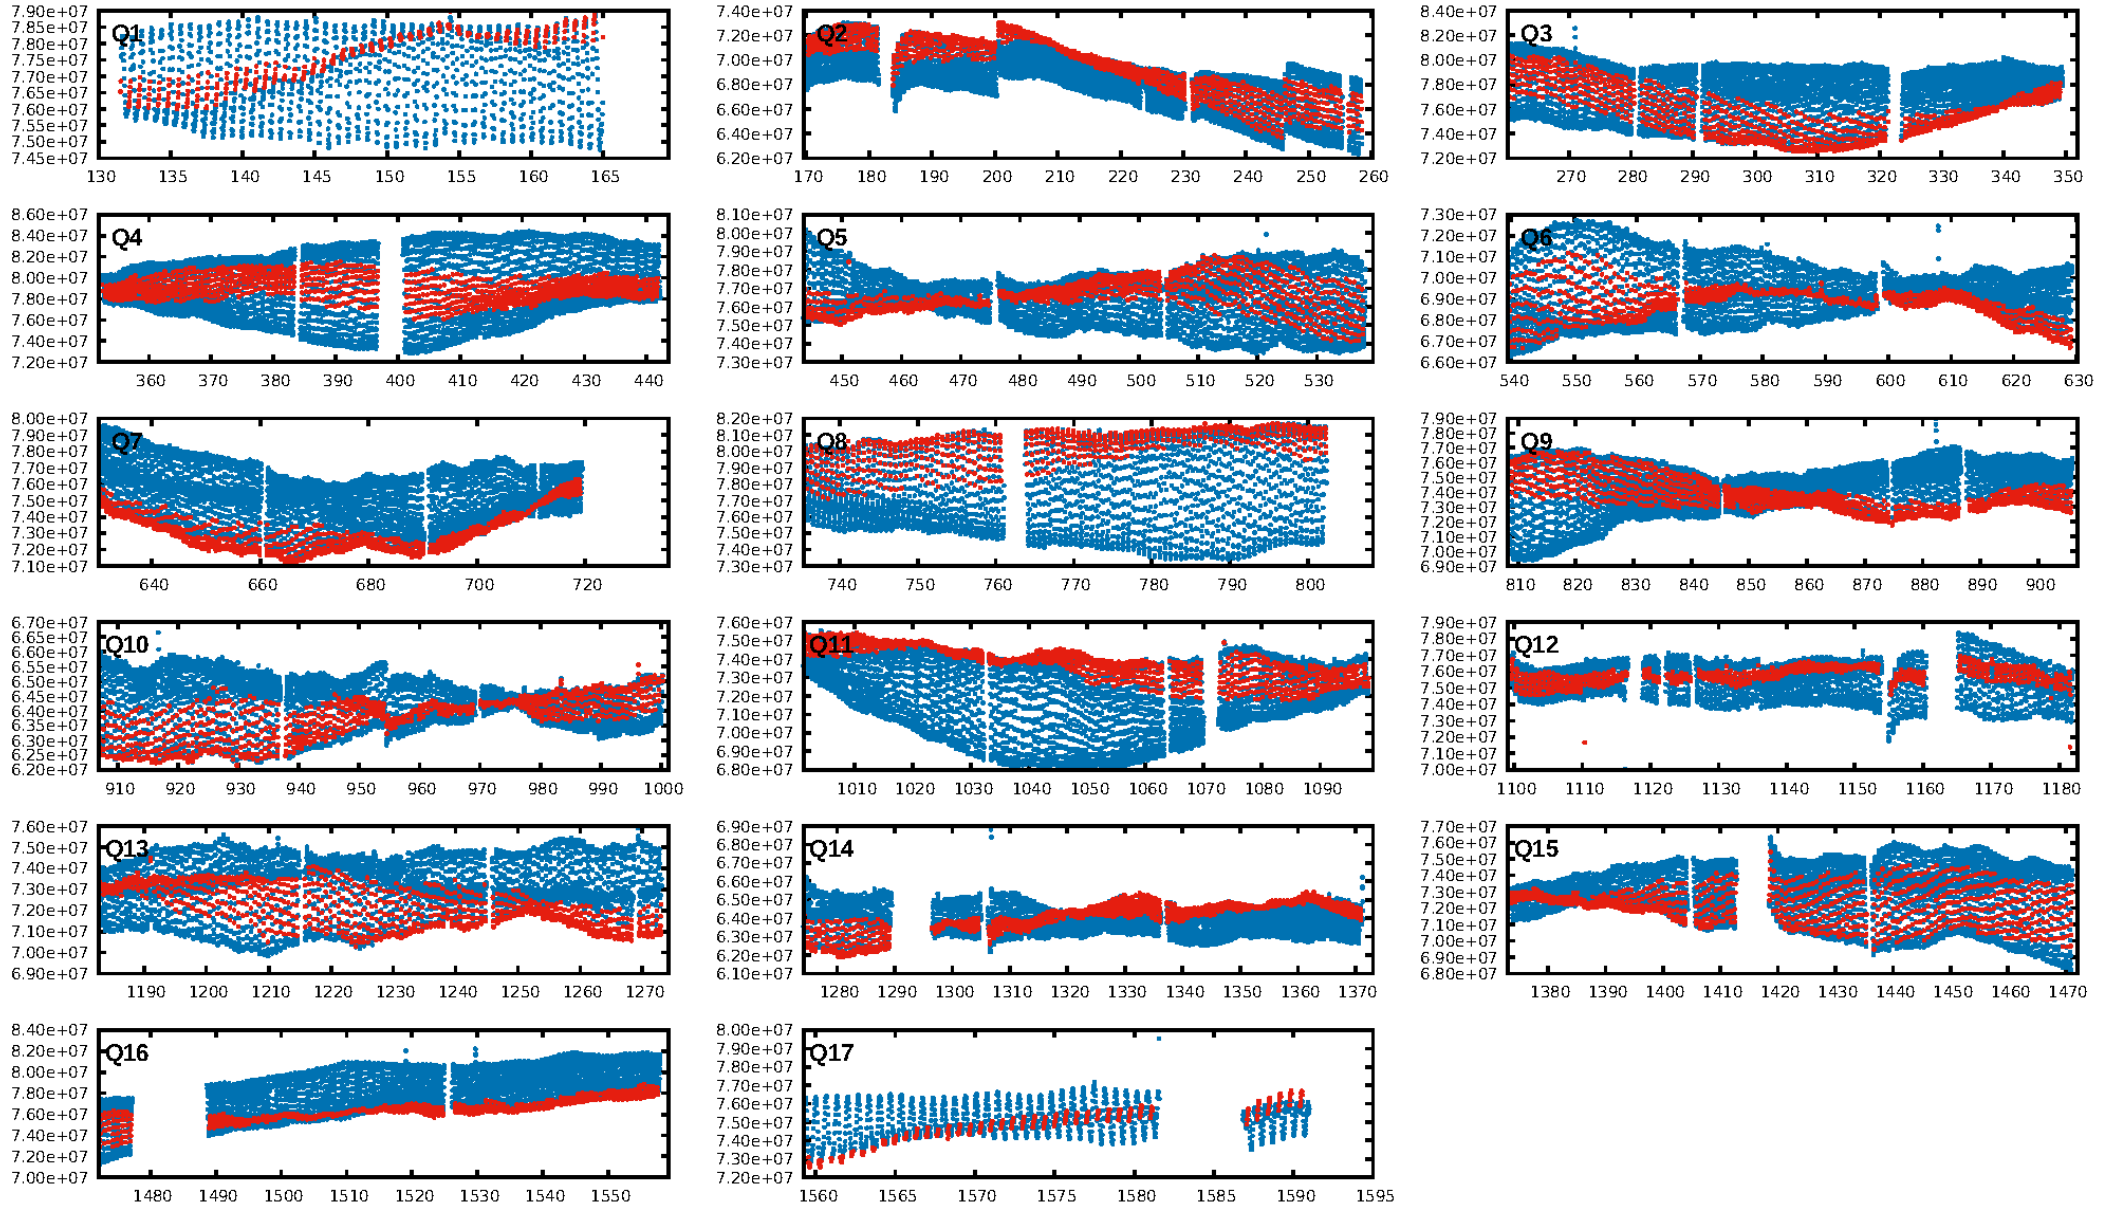 Q1
7.90e+07
7.85e+07
7.80e+07
7.75e+07
7.70e+07
7.65e+07
7.60e+07
7.55e+07
7.50e+07
7.45e+07
130 135 140 145 150 155 160 165
Q2
7.40e+07
7.20e+07
7.00e+07
6.80e+07
6.60e+07
6.40e+07
6.20e+07
170 180 190 200 210 220 230 240 250 260
Q3
8.40e+07
8.20e+07
8.00e+07
7.80e+07
7.60e+07
7.40e+07
7.20e+07
270 280 290 300 310 320 330 340 350
Q4
8.60e+07
8.40e+07
8.20e+07
8.00e+07
7.80e+07
7.60e+07
7.40e+07
7.20e+07
360 370 380 390 400 410 420 430 440
Q5
8.10e+07
8.00e+07
7.90e+07
7.80e+07
7.70e+07
7.60e+07
7.50e+07
7.40e+07
7.30e+07
450 460 470 480 490 500 510 520 530
Q6
7.30e+07
7.20e+07
7.10e+07
7.00e+07
6.90e+07
6.80e+07
6.70e+07
6.60e+07
540 550 560 570 580 590 600 610 620 630
Q7
8.00e+07
7.90e+07
7.80e+07
7.70e+07
7.60e+07
7.50e+07
7.40e+07
7.30e+07
7.20e+07
7.10e+07
640 660 680 700 720
Q8
8.20e+07
8.10e+07
8.00e+07
7.90e+07
7.80e+07
7.70e+07
7.60e+07
7.50e+07
7.40e+07
7.30e+07
740 750 760 770 780 790 800
Q9
7.90e+07
7.80e+07
7.70e+07
7.60e+07
7.50e+07
7.40e+07
7.30e+07
7.20e+07
7.10e+07
7.00e+07
6.90e+07
810 820 830 840 850 860 870 880 890 900
Q10
6.70e+07
6.65e+07
6.60e+07
6.55e+07
6.50e+07
6.45e+07
6.40e+07
6.35e+07
6.30e+07
6.25e+07
6.20e+07
910 920 930 940 950 960 970 980 990 1000
Q11
7.60e+07
7.50e+07
7.40e+07
7.30e+07
7.20e+07
7.10e+07
7.00e+07
6.90e+07
6.80e+07
1010 1020 1030 1040 1050 1060 1070 1080 1090
Q12
7.90e+07
7.80e+07
7.70e+07
7.60e+07
7.50e+07
7.40e+07
7.30e+07
7.20e+07
7.10e+07
7.00e+07
1100 1110 1120 1130 1140 1150 1160 1170 1180
Q13
7.60e+07
7.50e+07
7.40e+07
7.30e+07
7.20e+07
7.10e+07
7.00e+07
6.90e+07
1190 1200 1210 1220 1230 1240 1250 1260 1270
Q14
6.90e+07
6.80e+07
6.70e+07
6.60e+07
6.50e+07
6.40e+07
6.30e+07
6.20e+07
6.10e+07
1280 1290 1300 1310 1320 1330 1340 1350 1360 1370
Q15
7.70e+07
7.60e+07
7.50e+07
7.40e+07
7.30e+07
7.20e+07
7.10e+07
7.00e+07
6.90e+07
6.80e+07
1380 1390 1400 1410 1420 1430 1440 1450 1460 1470
Q16
8.40e+07
8.20e+07
8.00e+07
7.80e+07
7.60e+07
7.40e+07
7.20e+07
7.00e+07
1480 1490 1500 1510 1520 1530 1540 1550
Q17
8.00e+07
7.90e+07
7.80e+07
7.70e+07
7.60e+07
7.50e+07
7.40e+07
7.30e+07
7.20e+07
1560 1565 1570 1575 1580 1585 1590 1595